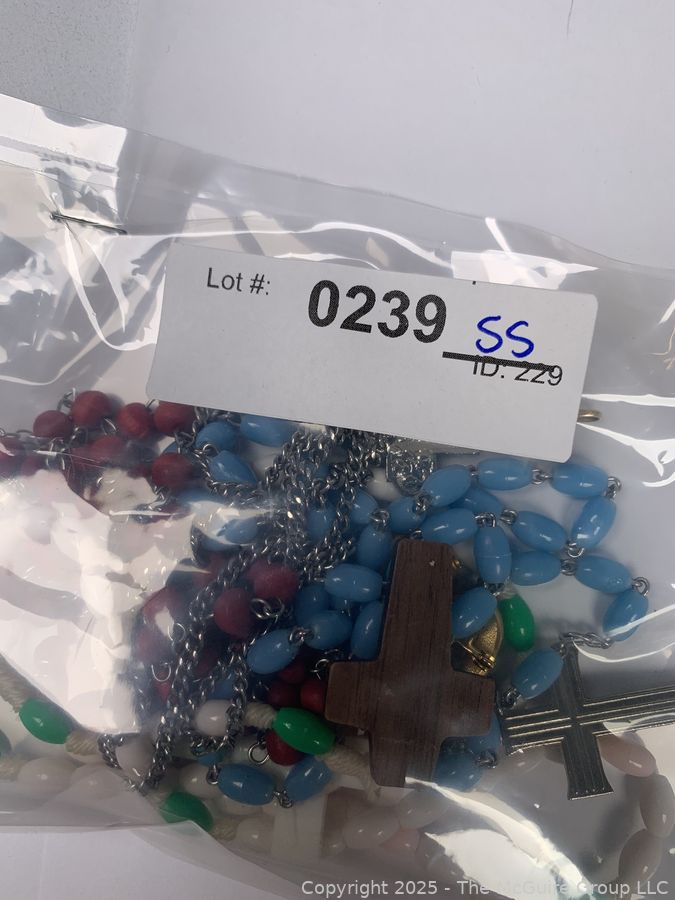 Lot #:
0239
SS
ID: 229
Copyright 2025 - The McGuire Group LLC